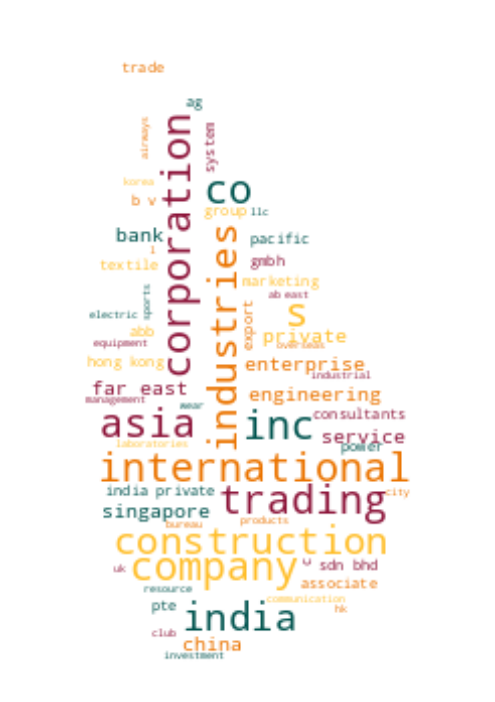 trade
ag
airways
corporation
system
korea
co
b v
group llc
bank
pacific
l
industries
textile
gmbh
marketing
sports
ab east
electric
s
export
abb
private
equipment
overseas
hong kong
enterprise
industrial
far east
engineering
management
wear
asia
inc
consultants
service
laboratories
power
international
india private
trading
city
singapore
products
bureau
construction
company
uk
sdn bhd
associate
resource
communication
pte
hk
india
club
china
investment